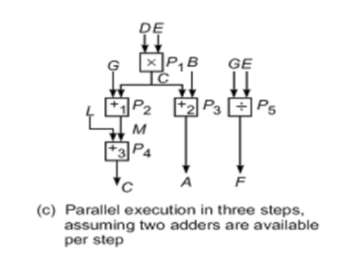 DE
G × P1 B GE
C
L +1 P2 +2 P3 ÷ P5
M
+3 P4
C A F
(c) Parallel execution in three steps,
assuming two adders are available
per step